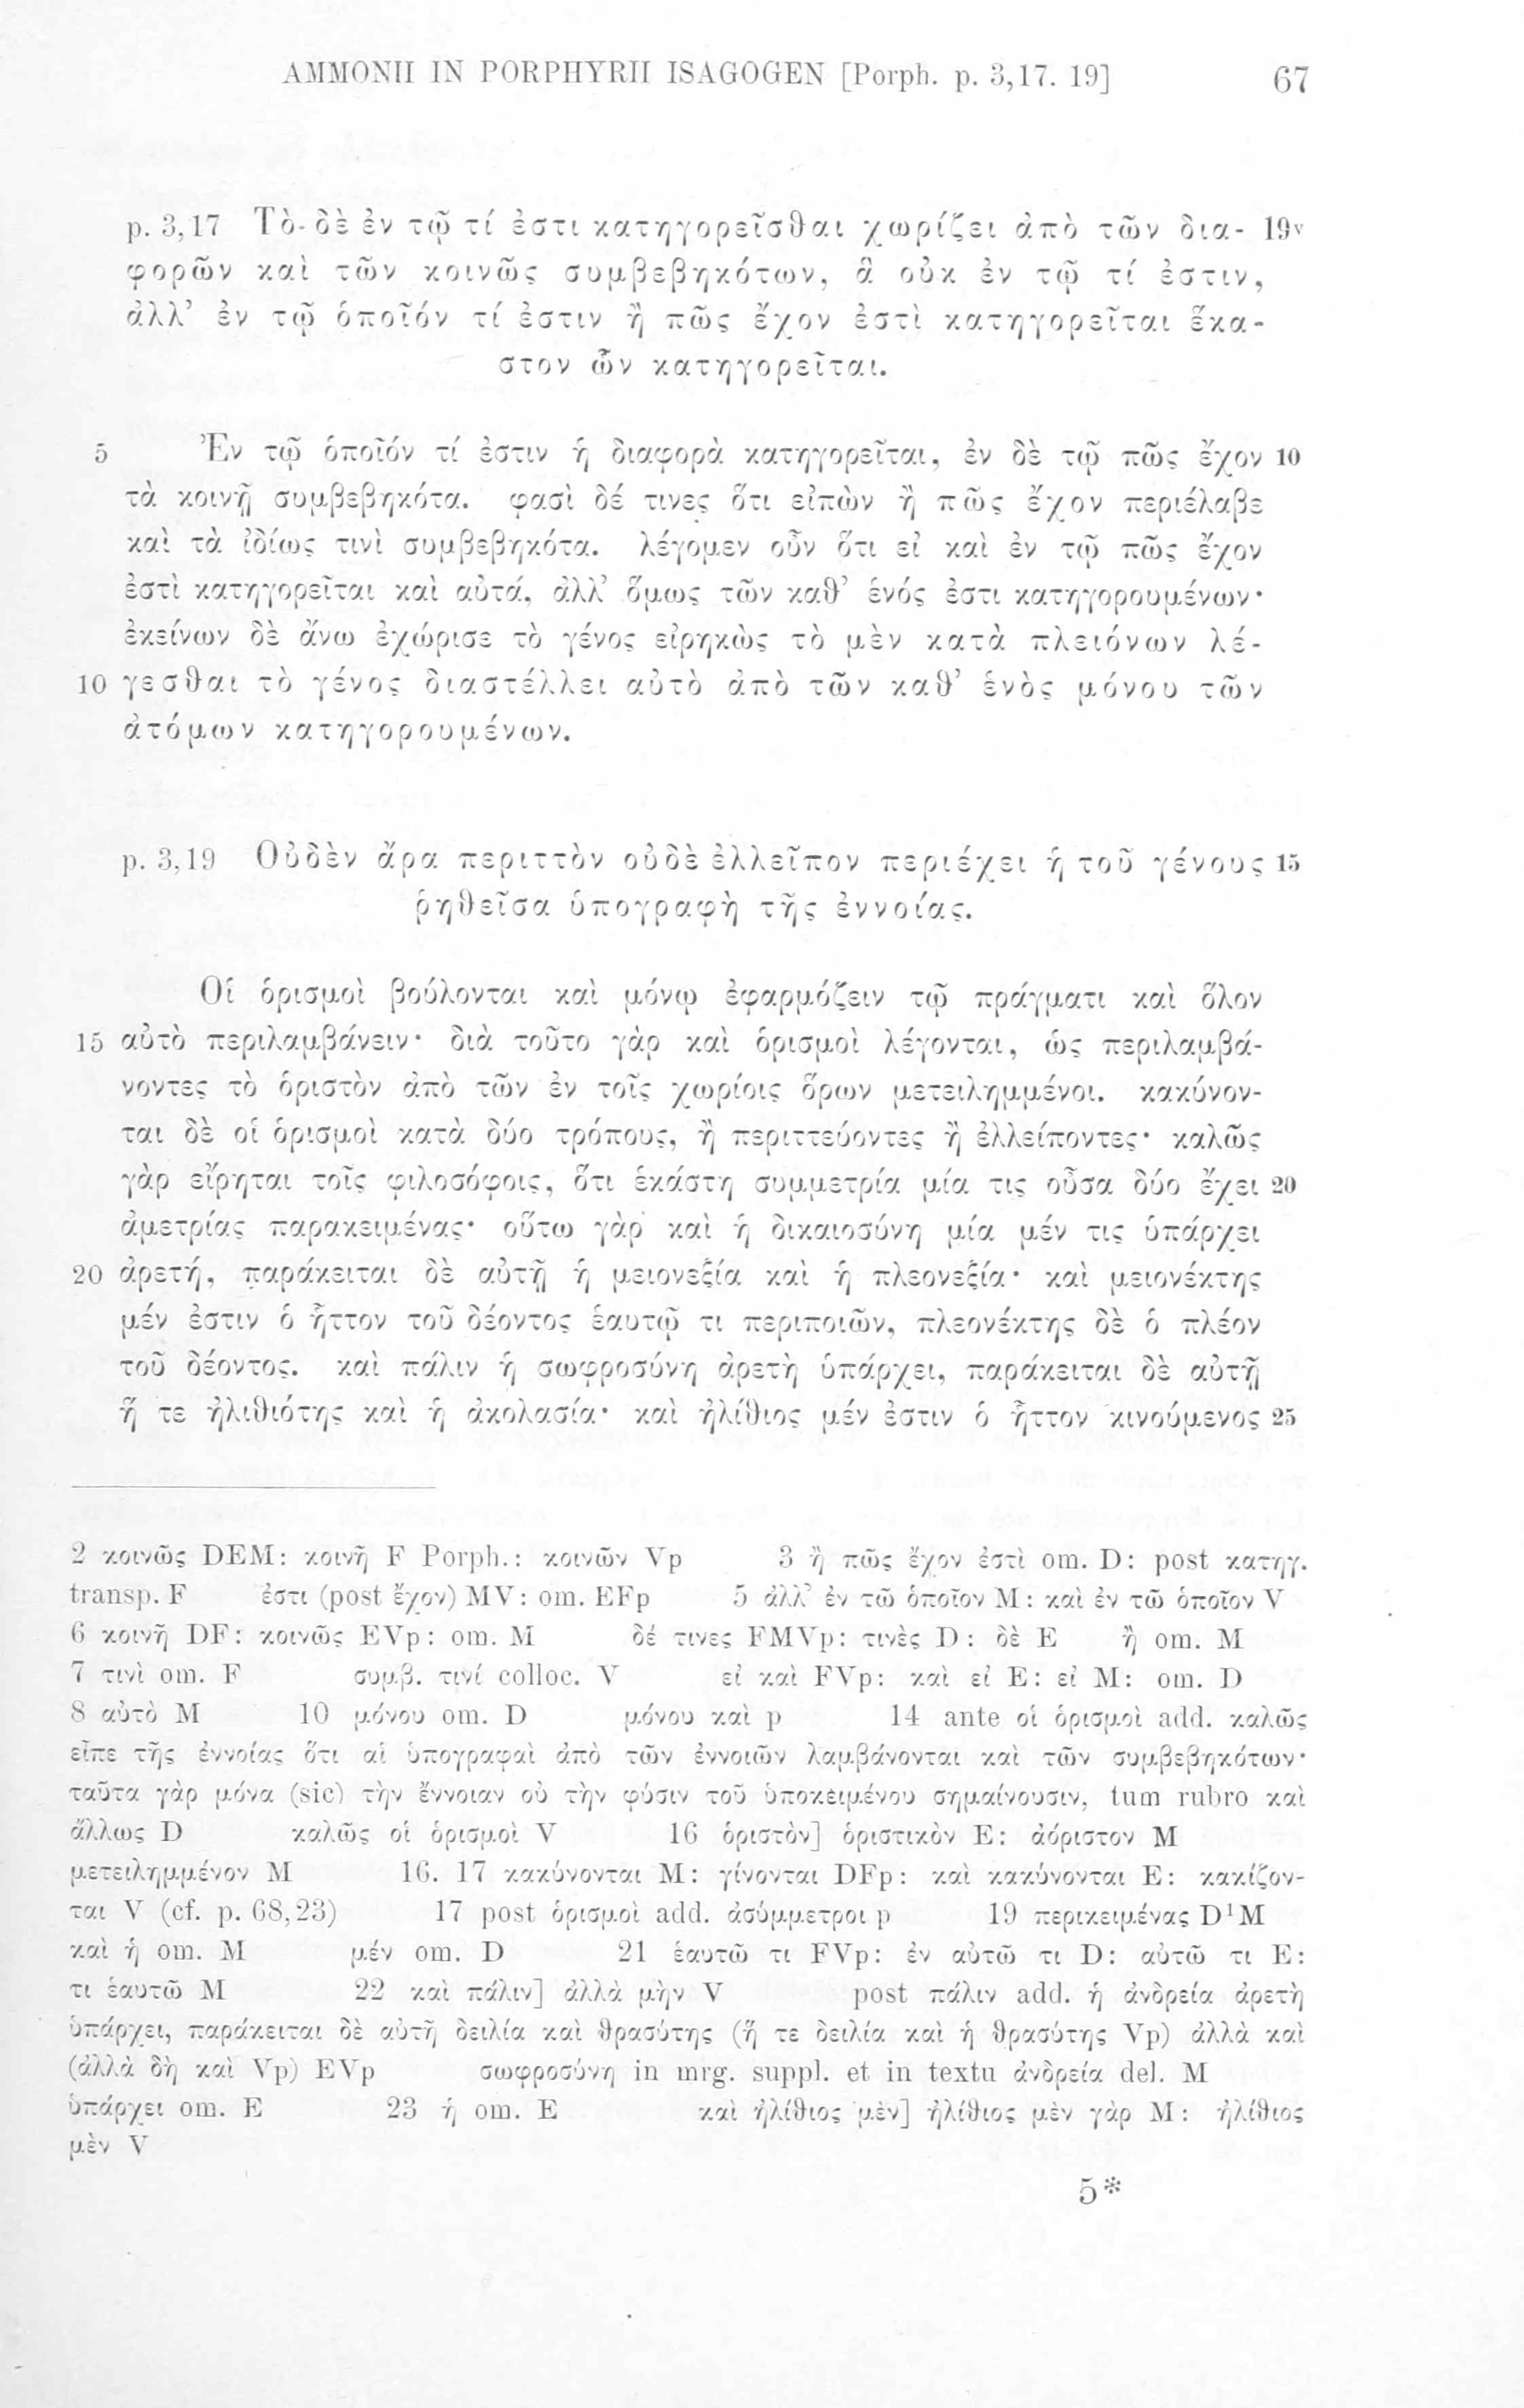 AMMONII IN PORPHYRII ISAGOGEN [Porph. p. 3,17. 19] 67
p. 3,17 Τὸ δὲ ἐν τῷ τί ἐστι κατηγορεῖσθαι χωρίζει ἀπὸ τῶν δια- 19v
φορῶν καὶ τῶν κοινῶς συμβεβηκότων, ἃ οὐκ ἐν τῷ τί ἐστιν,
ἀλλ’ ἐν τῷ ὁποῖόν τί ἐστιν ἢ πῶς ἔχον ἐστὶ κατηγορεῖται ἕκα-
στον ὧν κατηγορεῖται.
5 Ἐν τῷ ὁποῖόν τί ἐστιν ἡ διαφορὰ κατηγορεῖται, ἐν δὲ τῷ πῶς ἔχον 10
τὰ κοινῇ συμβεβηκότα. φασὶ δέ τινες ὅτι εἰπὼν ἢ πῶς ἔχον περιέλαβε
καὶ τὰ ἰδίως τινὶ συμβεβηκότα. λέγομεν οὖν ὅτι εἰ καὶ ἐν τῷ πῶς ἔχον
ἐστὶ κατηγορεῖται καὶ αὐτά, ἀλλ’ ὅμως τῶν καθ’ ἑνός ἐστι κατηγορουμένων·
ἐκείνων δὲ ἄνω ἐχώρισε τὸ γένος εἰρηκὼς τὸ μὲν κατὰ πλειόνων λέ-
10 γεσθαι τὸ γένος διαστέλλει αὐτὸ ἀπὸ τῶν καθ’ ἑνὸς μόνου τῶν
ἀτόμων κατηγορουμένων.
p. 3,19 Οὐδὲν ἄρα περιττὸν οὐδὲ ἐλλεῖπον περιέχει ἡ τοῦ γένους 15
ῥηθεῖσα ὑπογραφὴ τῆς ἐννοίας.
Οἱ ὁρισμοὶ βούλονται καὶ μόνῳ ἐφαρμόζειν τῷ πράγματι καὶ ὅλον
15 αὐτὸ περιλαμβάνειν· διὰ τοῦτο γὰρ καὶ ὁρισμοὶ λέγονται, ὡς περιλαμβά-
νοντες τὸ ὁριστὸν ἀπὸ τῶν ἐν τοῖς χωρίοις ὅρων μετειλημμένοι. κακύνον-
ται δὲ οἱ ὁρισμοὶ κατὰ δύο τρόπους, ἢ περιττεύοντες ἢ ἐλλείποντες· καλῶς
γὰρ εἴρηται τοῖς φιλοσόφοις, ὅτι ἑκάστη συμμετρία μία τις οὖσα δύο ἔχει 20
ἀμετρίας παρακειμένας· οὕτω γὰρ καὶ ἡ δικαιοσύνη μία μέν τις ὑπάρχει
20 ἀρετή, παράκειται δὲ αὐτῇ ἡ μειονεξία καὶ ἡ πλεονεξία· καὶ μειονέκτης
μέν ἐστιν ὁ ἧττον τοῦ δέοντος ἑαυτῷ τι περιποιῶν, πλεονέκτης δὲ ὁ πλέον
τοῦ δέοντος. καὶ πάλιν ἡ σωφροσύνη ἀρετὴ ὑπάρχει, παράκειται δὲ αὐτῇ
ἥ τε ἠλιθιότης καὶ ἡ ἀκολασία· καὶ ἠλίθιος μέν ἐστιν ὁ ἧττον κινούμενος 25
2 κοινῶς DEM: κοινῇ F Porph.: κοινῶν Vp 3 ἢ πῶς ἔχον ἐστὶ om. D: post κατηγ.
transp. F ἐστι (post ἔχον) MV: om. EFp 5 ἀλλ’ ἐν τῶ ὁποῖον M: καὶ ἐν τῶ ὁποῖον V
6 κοινῇ DF: κοινῶς EVp: om. M δέ τινες FMVp: τινὲς D: δὲ E ἢ om. M
7 τινὶ om. F συμβ. τινί colloc. V εἰ καὶ FVp: καὶ εἰ E: εἰ M: om. D
8 αὐτὸ M 10 μόνου om. D μόνου καὶ p 14 ante οἱ ὁρισμοὶ add. καλῶς
εἶπε τῆς ἐννοίας ὅτι αἱ ὑπογραφαὶ ἀπὸ τῶν ἐννοιῶν λαμβάνονται καὶ τῶν συμβεβηκότων·
ταῦτα γὰρ μόνα (sic) τὴν ἔννοιαν οὐ τὴν φύσιν τοῦ ὑποκειμένου σημαίνουσιν, tum rubro καὶ
ἄλλως D καλῶς οἱ ὁρισμοὶ V 16 ὁριστὸν] ὁριστικὸν E: ἀόριστον M
μετειλημμένον M 16. 17 κακύνονται M: γίνονται DFp: καὶ κακύνονται E: κακίζον-
ται V (cf. p. 68,23) 17 post ὁρισμοὶ add. ἀσύμμετροι p 19 περικειμένας D¹M
καὶ ἡ om. M μέν om. D 21 ἑαυτῶ τι FVp: ἐν αὐτῶ τι D: αὐτῶ τι E:
τι ἑαυτῶ M 22 καὶ πάλιν] ἀλλὰ μὴν V post πάλιν add. ἡ ἀνδρεία ἀρετὴ
ὑπάρχει, παράκειται δὲ αὐτῇ δειλία καὶ θρασύτης (ἥ τε δειλία καὶ ἡ θρασύτης Vp) ἀλλὰ καὶ
(ἀλλὰ δὴ καὶ Vp) EVp σωφροσύνη in mrg. suppl. et in textu ἀνδρεία del. M
ὑπάρχει om. E 23 ἡ om. E καὶ ἠλίθιος μὲν] ἠλίθιος μὲν γὰρ M: ἠλίθιος
μὲν V
5*